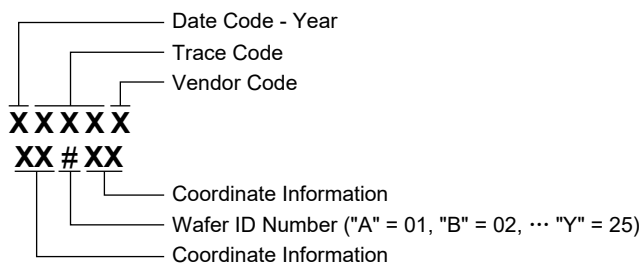 Date Code - Year
Trace Code
Vendor Code
XXXXX
XX # XX
Coordinate Information
Wafer ID Number ("A" = 01, "B" = 02, ··· "Y" = 25)
Coordinate Information